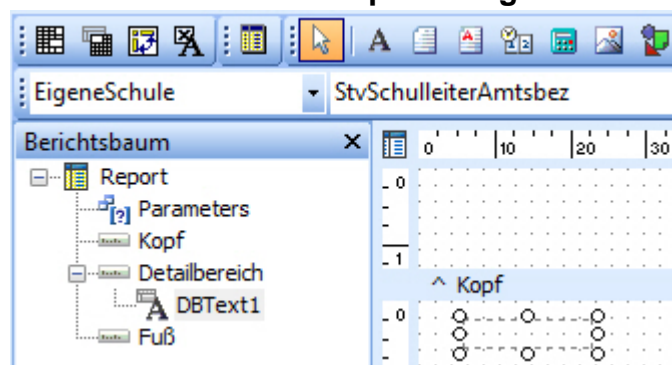 EigeneSchule StvSchulleiterAmtsbez
Berichtsbaum
Report
Parameters
Kopf
Detailbereich
DBText1
Fuß
0 10 20 30
0
1
^ Kopf
0